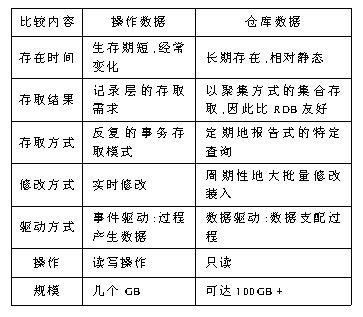 比较内容 操作数据 仓库数据
存在时间 生存期短,经常变化 长期存在,相对静态
存取结果 记录层的存取需求 以聚集方式的集合存取,因此比 RDB 友好
存取方式 反复的事务存取模式 定期地报告式的特定查询
修改方式 实时修改 周期性地大批量修改装入
驱动方式 事件驱动:过程产生数据 数据驱动:数据支配过程
操作 读写操作 只读
规模 几个 GB 可达 100GB +